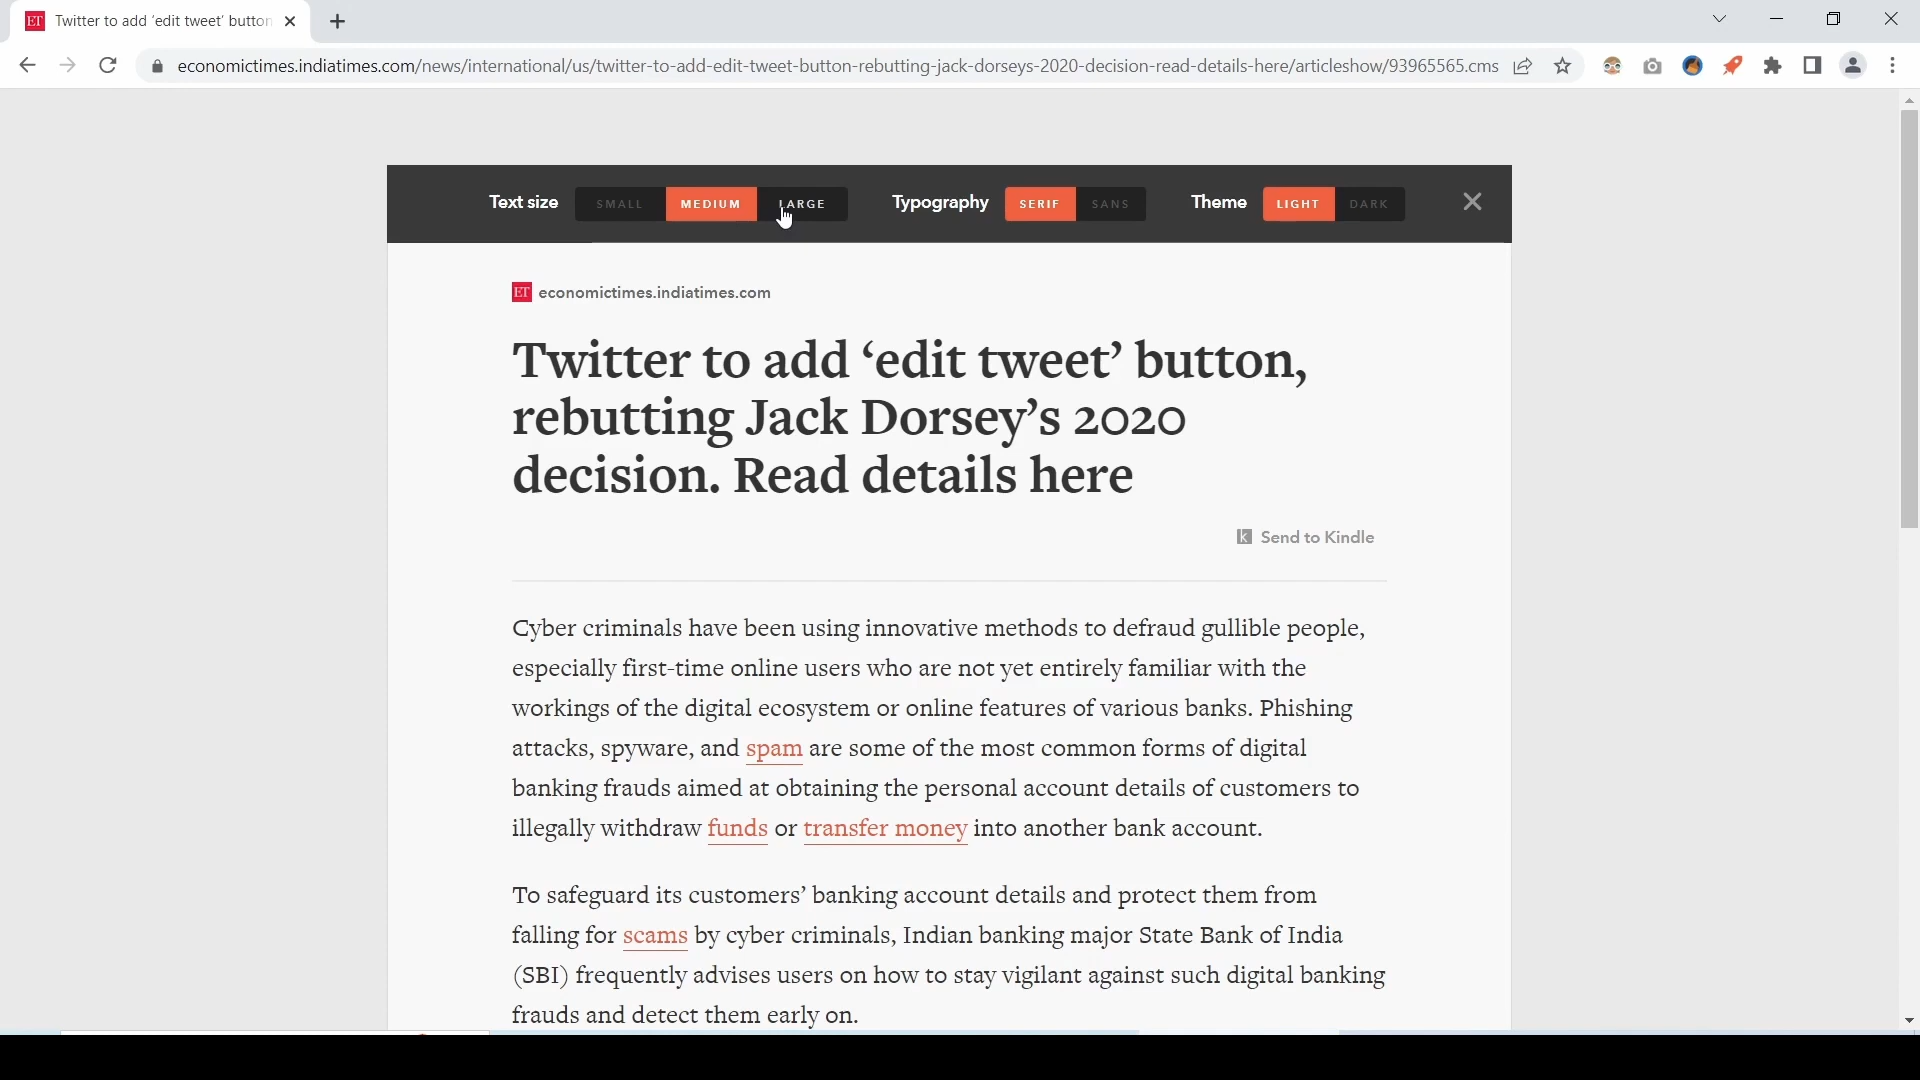 ET Twitter to add 'edit tweet' button
economictimes.indiatimes.com/news/international/us/twitter-to-add-edit-tweet-button-rebutting-jack-dorseys-2020-decision-read-details-here/articleshow/93965565.cms
Text size SMALL MEDIUM LARGE Typography SERIF SANS Theme LIGHT DARK
ET economictimes.indiatimes.com
Twitter to add ‘edit tweet’ button,
rebutting Jack Dorsey’s 2020
decision. Read details here
k Send to Kindle
Cyber criminals have been using innovative methods to defraud gullible people,
especially first-time online users who are not yet entirely familiar with the
workings of the digital ecosystem or online features of various banks. Phishing
attacks, spyware, and spam are some of the most common forms of digital
banking frauds aimed at obtaining the personal account details of customers to
illegally withdraw funds or transfer money into another bank account.
To safeguard its customers’ banking account details and protect them from
falling for scams by cyber criminals, Indian banking major State Bank of India
(SBI) frequently advises users on how to stay vigilant against such digital banking
frauds and detect them early on.